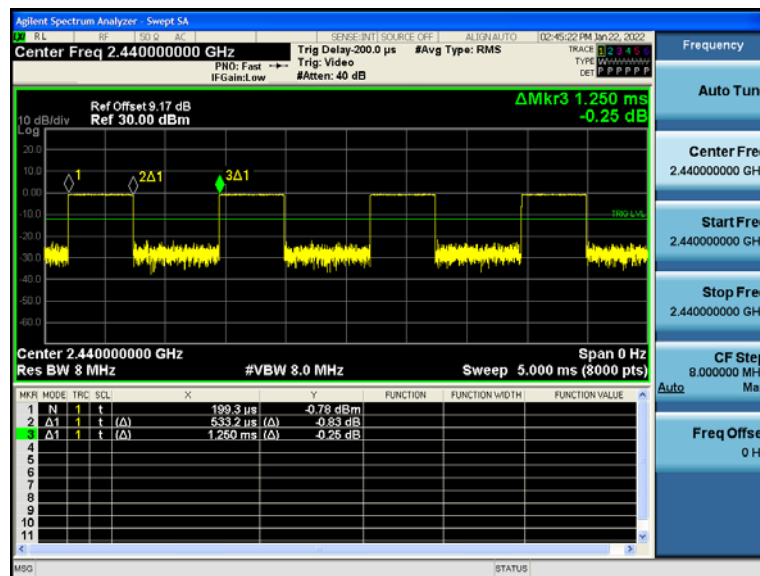 Agilent Spectrum Analyzer - Swept SA
RL RF 50 Ω AC SENSE:INT SOURCE OFF ALIGN AUTO 02:45:22 PM Jan 22, 2022
Center Freq 2.440000000 GHz
Trig Delay-200.0 µs #Avg Type: RMS
TRACE 1 2 3 4 5 6
PNO: Fast Trig: Video
TYPE WWWWWW
IFGain:Low #Atten: 40 dB
DET P P P P P P
ΔMkr3 1.250 ms
-0.25 dB
Ref Offset 9.17 dB
10 dB/div Ref 30.00 dBm
Log
20.0
10.0
0.00
-10.0
-20.0
-30.0
-40.0
-50.0
-60.0
1
2Δ1
3Δ1
TRIG LVL
Center 2.440000000 GHz Span 0 Hz
Res BW 8 MHz #VBW 8.0 MHz Sweep 5.000 ms (8000 pts)
MKR MODE TRC SCL X Y FUNCTION FUNCTION WIDTH FUNCTION VALUE
1 N 1 t 199.3 µs -0.78 dBm
2 Δ1 1 t (Δ) 533.2 µs (Δ) -0.83 dB
3 Δ1 1 t (Δ) 1.250 ms (Δ) -0.25 dB
4
5
6
7
8
9
10
11
MSG STATUS
Frequency
Auto Tun
Center Fre
2.440000000 GH
Start Fre
2.440000000 GH
Stop Fre
2.440000000 GH
CF Step
8.000000 MH
Auto Ma
Freq Offse
0 H